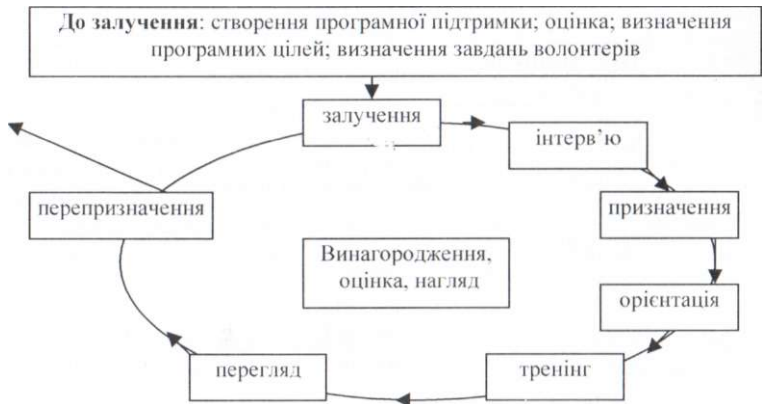 До залучення: створення програмної підтримки; оцінка; визначення
програмних цілей; визначення завдань волонтерів
залучення
інтерв’ю
перепризначення
призначення
Винагородження,
оцінка, нагляд
орієнтація
перегляд
тренінг